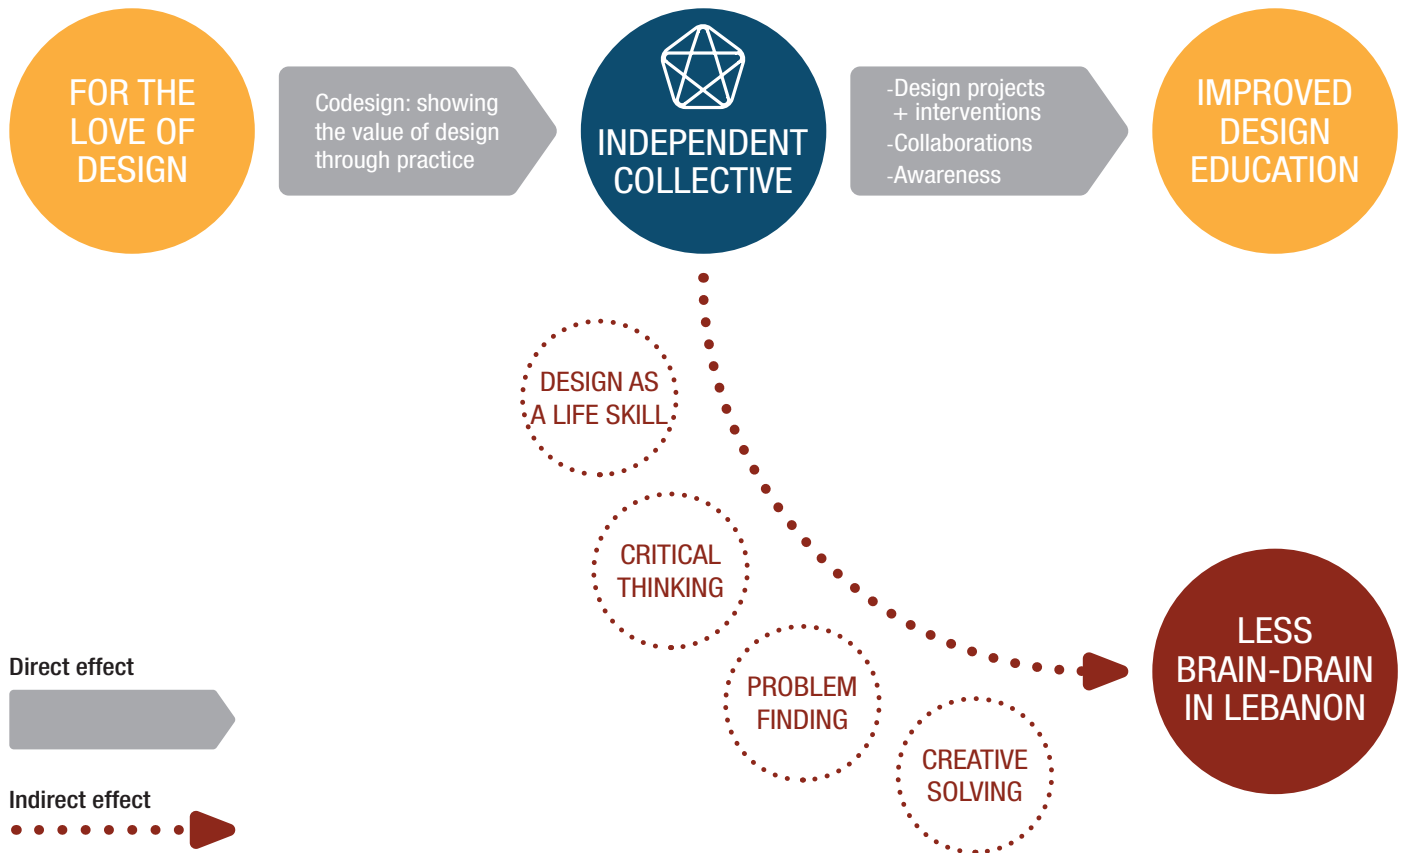 FOR THE
LOVE OF
DESIGN
Codesign: showing
the value of design
through practice
INDEPENDENT
COLLECTIVE
-Design projects
+ interventions
-Collaborations
-Awareness
IMPROVED
DESIGN
EDUCATION
DESIGN AS
A LIFE SKILL
CRITICAL
THINKING
PROBLEM
FINDING
CREATIVE
SOLVING
LESS
BRAIN-DRAIN
IN LEBANON
Direct effect
Indirect effect